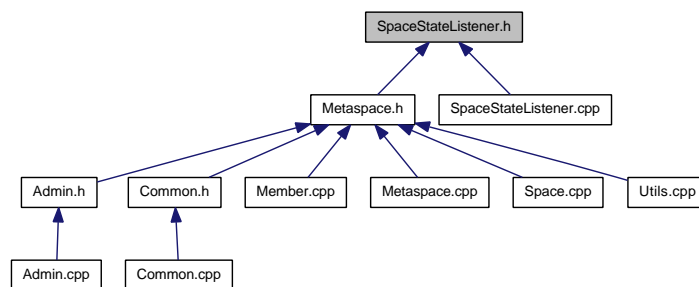 SpaceStateListener.h
Metaspace.h
SpaceStateListener.cpp
Admin.h
Common.h
Member.cpp
Metaspace.cpp
Space.cpp
Utils.cpp
Admin.cpp
Common.cpp